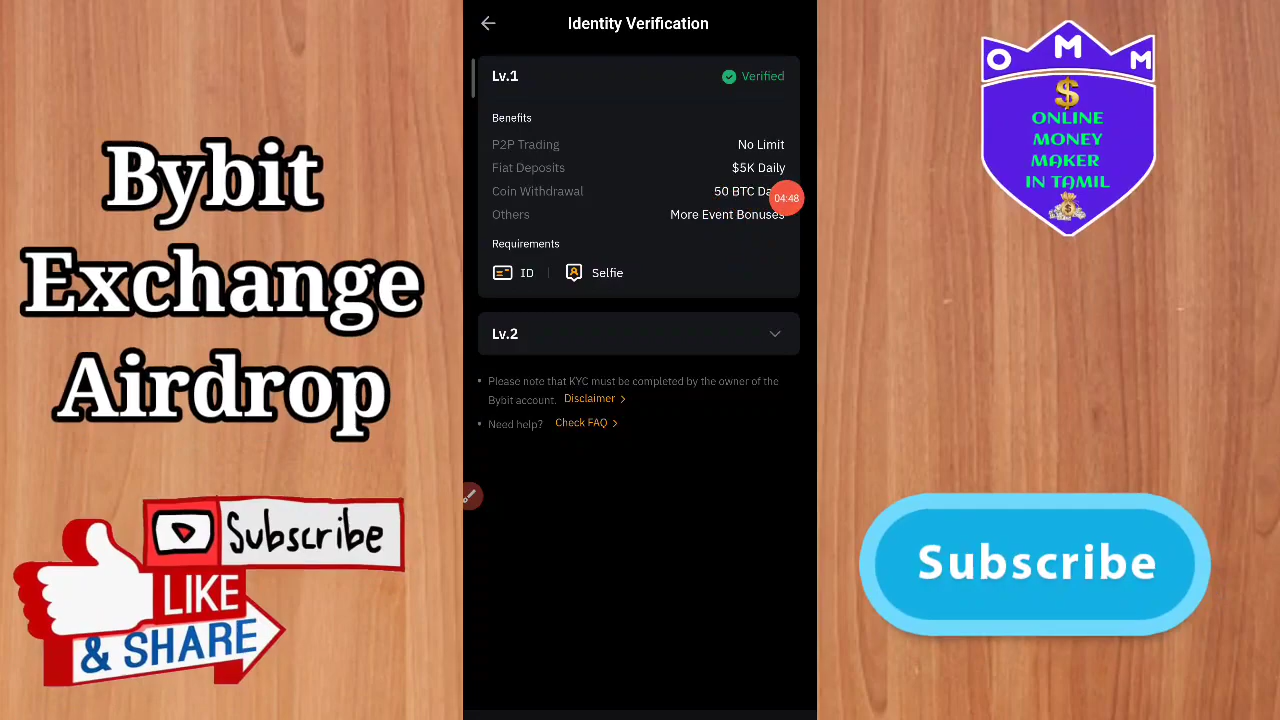 Bybit
Exchange
Airdrop
Subscribe
LIKE
& SHARE
Identity Verification
Lv.1
Verified
Benefits
P2P Trading No Limit
Fiat Deposits $5K Daily
Coin Withdrawal 50 BTC
04:48
Others More Event Bonuses
Requirements
ID
Selfie
Lv.2
Please note that KYC must be completed by the owner of the
Bybit account. Disclaimer >
Need help? Check FAQ >
O M M
ONLINE
MONEY
MAKER
IN TAMIL
Subscribe